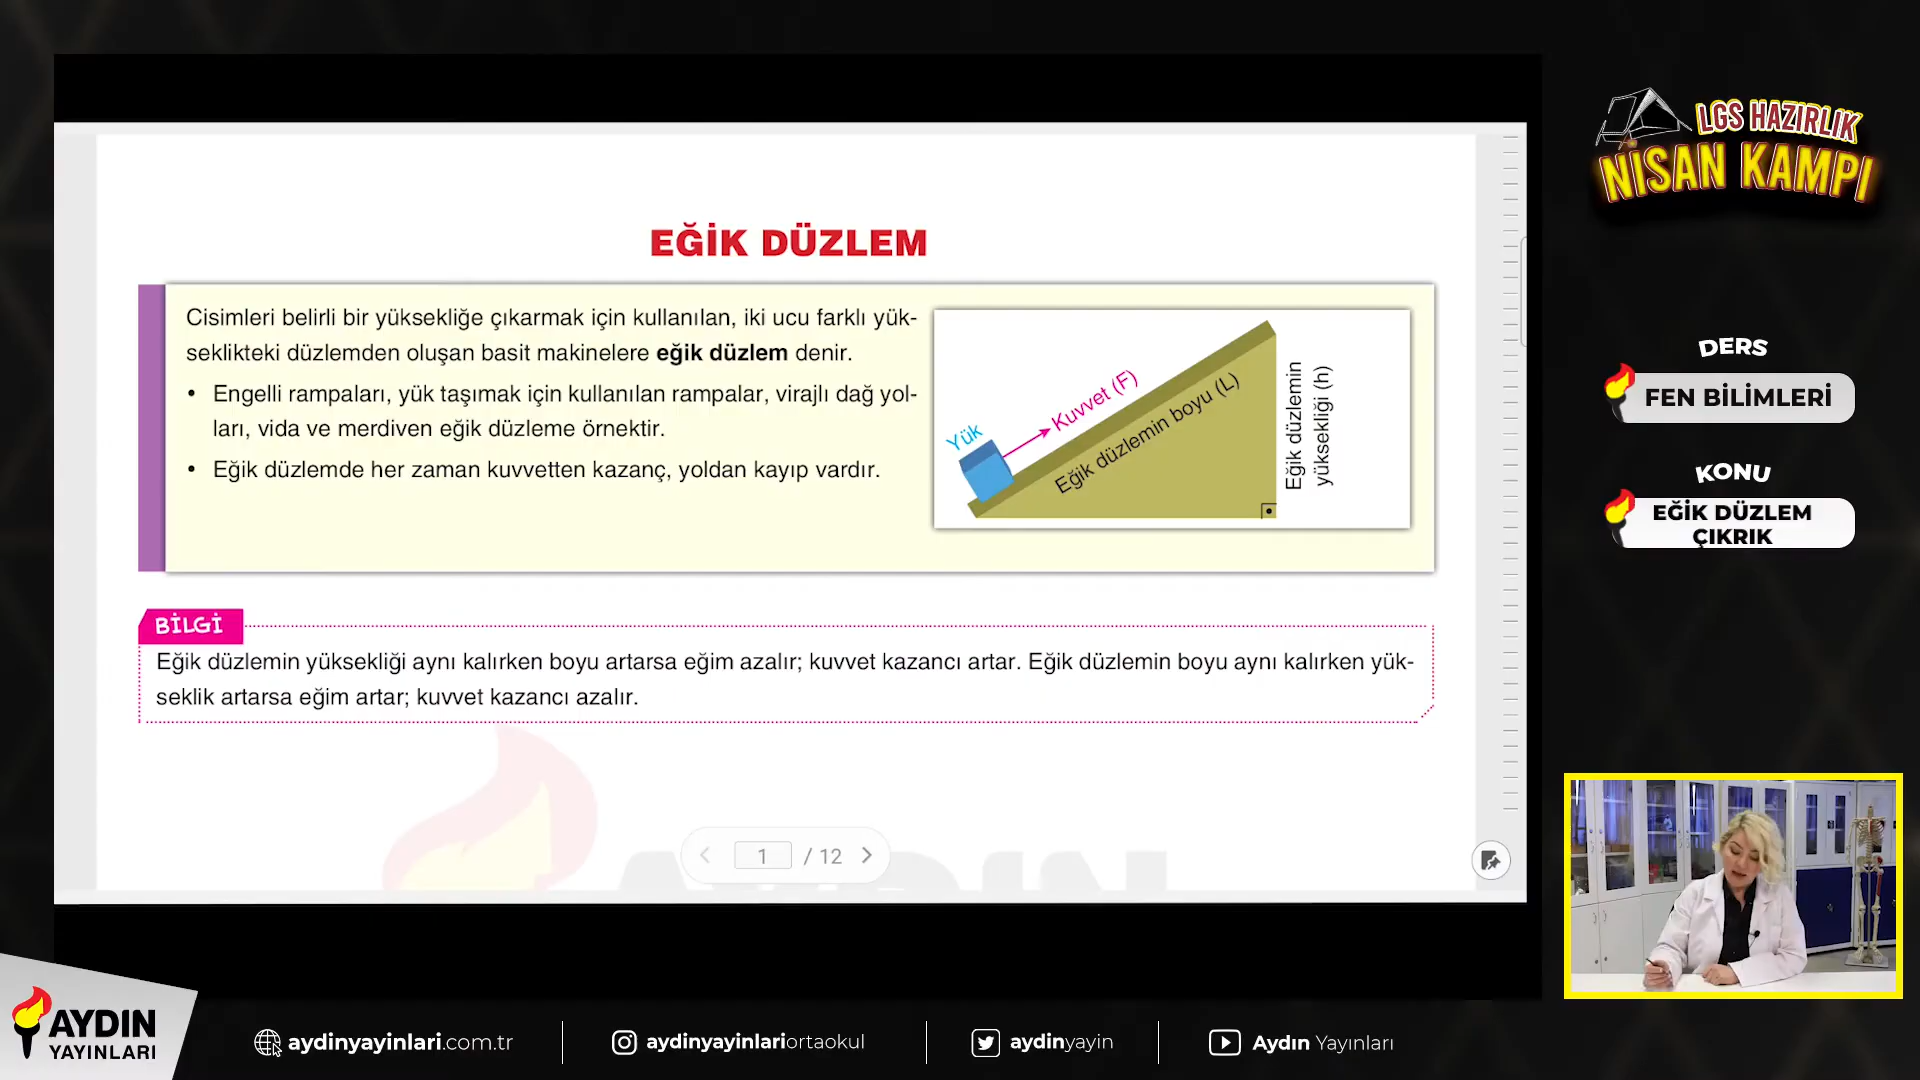 EĞİK DÜZLEM
Cisimleri belirli bir yüksekliğe çıkarmak için kullanılan, iki ucu farklı yük-
seklikteki düzlemden oluşan basit makinelere eğik düzlem denir.
• Engelli rampaları, yük taşımak için kullanılan rampalar, virajlı dağ yol-
ları, vida ve merdiven eğik düzleme örnektir.
• Eğik düzlemde her zaman kuvvetten kazanç, yoldan kayıp vardır.
Yük
Kuvvet (F)
Eğik düzlemin boyu (L)
Eğik düzlemin
yüksekliği (h)
BİLGİ
Eğik düzlemin yüksekliği aynı kalırken boyu artarsa eğim azalır; kuvvet kazancı artar. Eğik düzlemin boyu aynı kalırken yük-
seklik artarsa eğim artar; kuvvet kazancı azalır.
AYDIN
1 / 12
LGS HAZIRLIK
NİSAN KAMPI
DERS
FEN BİLİMLERİ
KONU
EĞİK DÜZLEM
ÇIKRIK
AYDIN
YAYINLARI
aydinyayinlari.com.tr
aydinyayinlariortaokul
aydinyayin
Aydın Yayınları